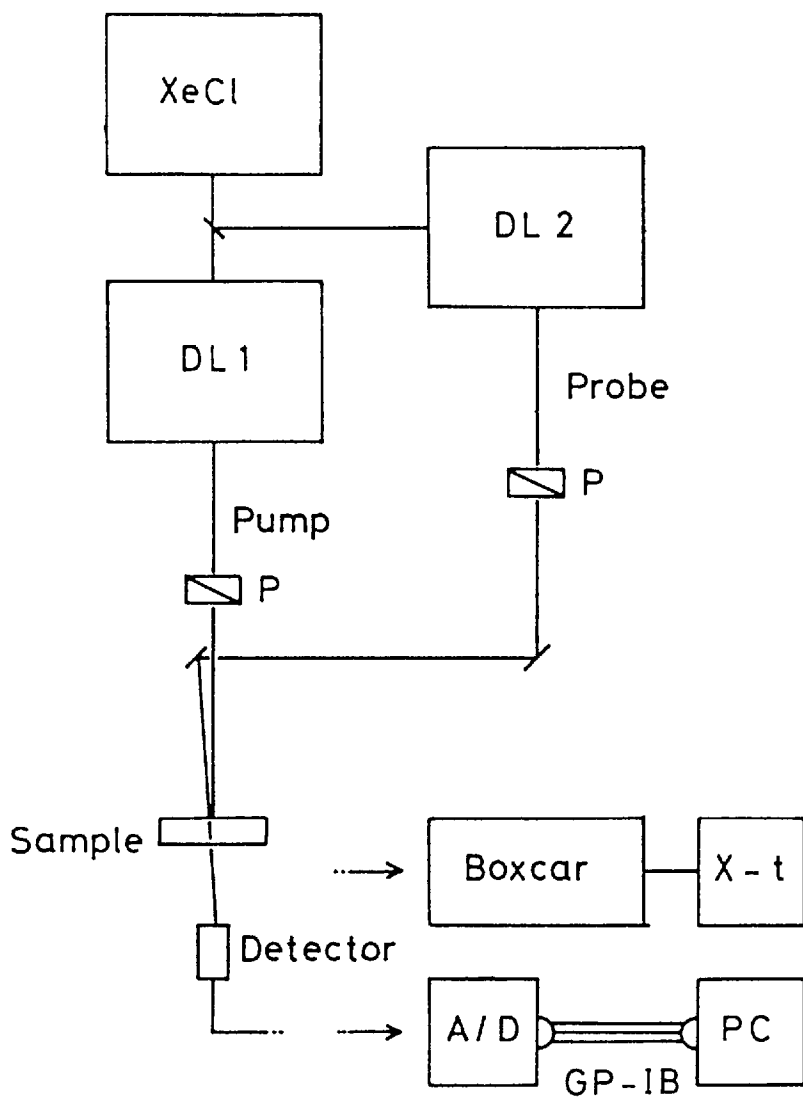 XeCl
DL 2
DL 1
Probe
P
Pump
P
Sample
Boxcar
X-t
Detector
A/D
PC
GP-IB